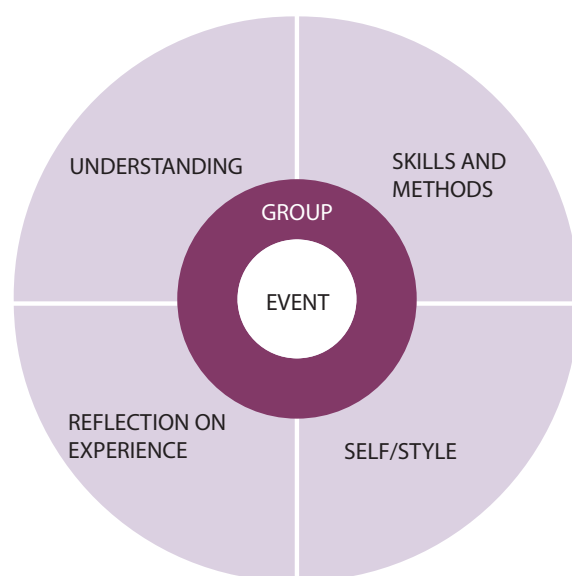 UNDERSTANDING
SKILLS AND
METHODS
GROUP
EVENT
REFLECTION ON
EXPERIENCE
SELF/STYLE